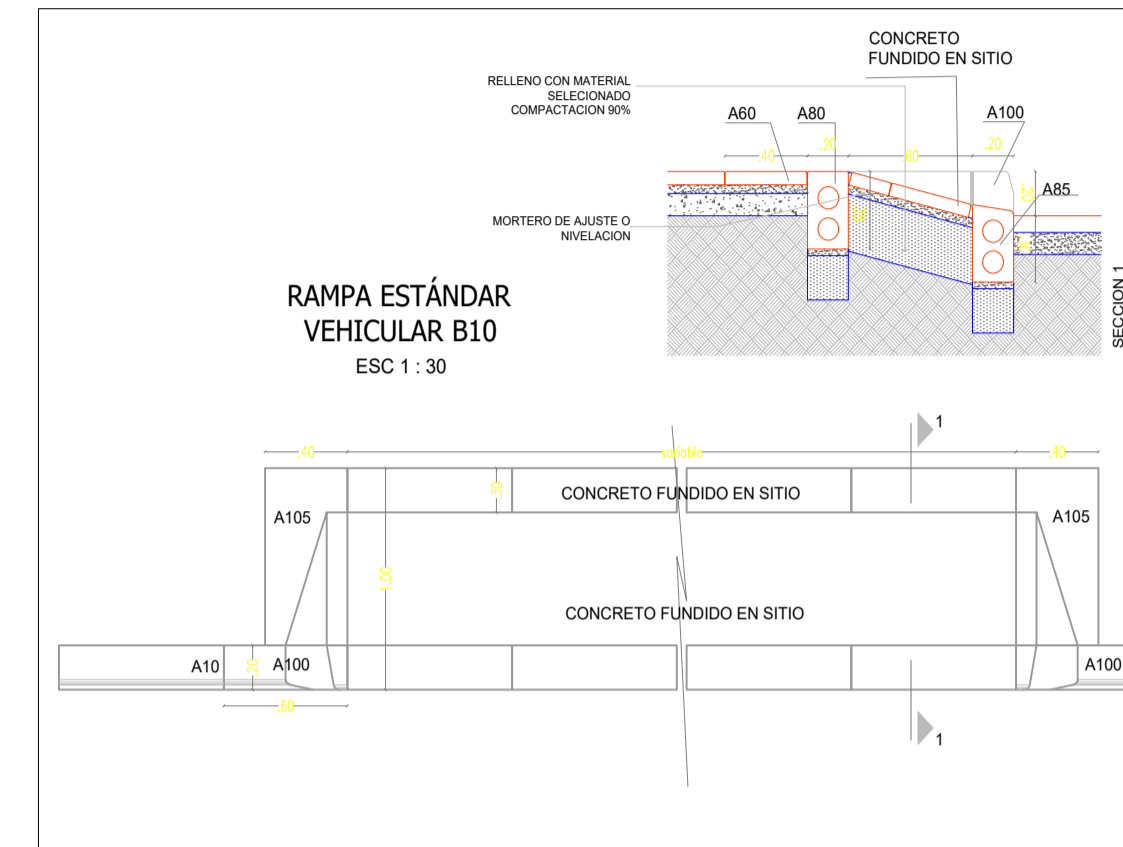 CONCRETO
FUNDIDO EN SITIO
RELLENO CON MATERIAL
SELECIONADO
COMPACTACION 90%
A60
A80
A100
.40
.20
.60
.20
.20
A85
MORTERO DE AJUSTE O
NIVELACION
SECCION 1
RAMPA ESTÁNDAR
VEHICULAR B10
ESC 1 : 30
1
.40
variable
.40
.30
CONCRETO FUNDIDO EN SITIO
A105
A105
1.00
CONCRETO FUNDIDO EN SITIO
A10
.20
A100
A100
.60
1